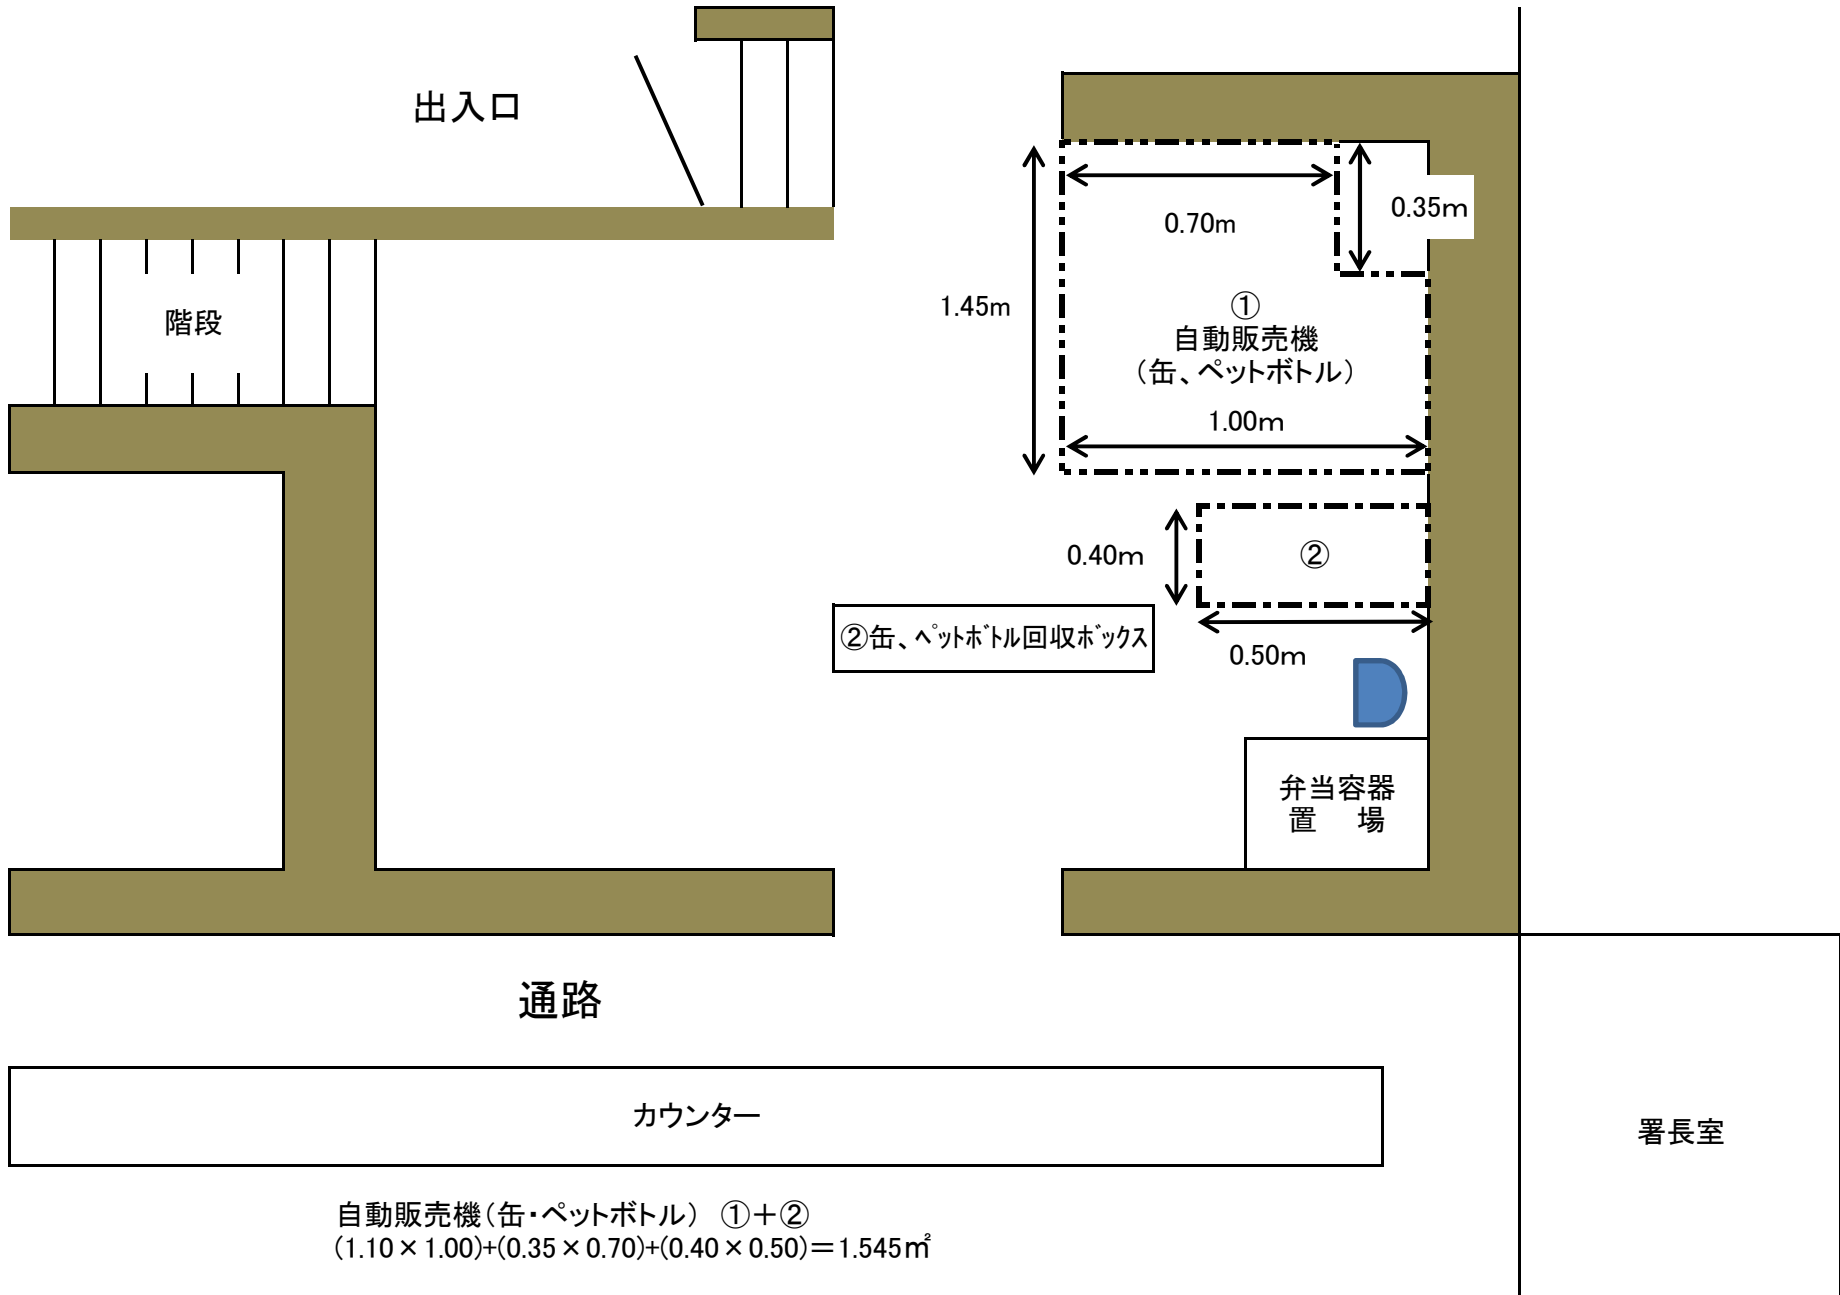 出入口
0.35ｍ
0.70m
1.45m
階段
①
自動販売機
（缶、ペットボトル）
1.00ｍ
0.40ｍ
②
②缶、ﾍﾟｯﾄﾎﾞﾄﾙ回収ﾎﾞｯｸｽ
0.50ｍ
弁当容器
置　場
通路
カウンター
署長室
自動販売機（缶・ペットボトル）　①＋②
(1.10×1.00)+(0.35×0.70)+(0.40×0.50)＝1.545㎡